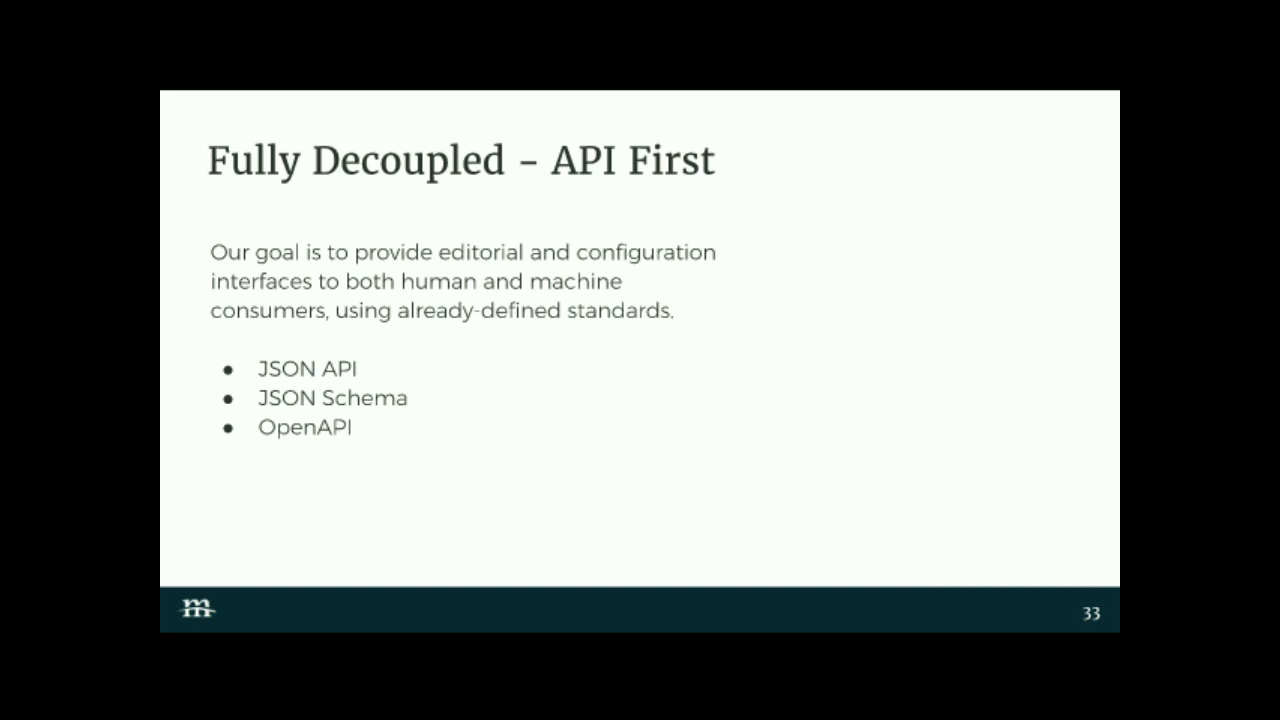 Fully Decoupled - API First
Our goal is to provide editorial and configuration
interfaces to both human and machine
consumers, using already-defined standards.
● JSON API
● JSON Schema
● OpenAPI
m
33